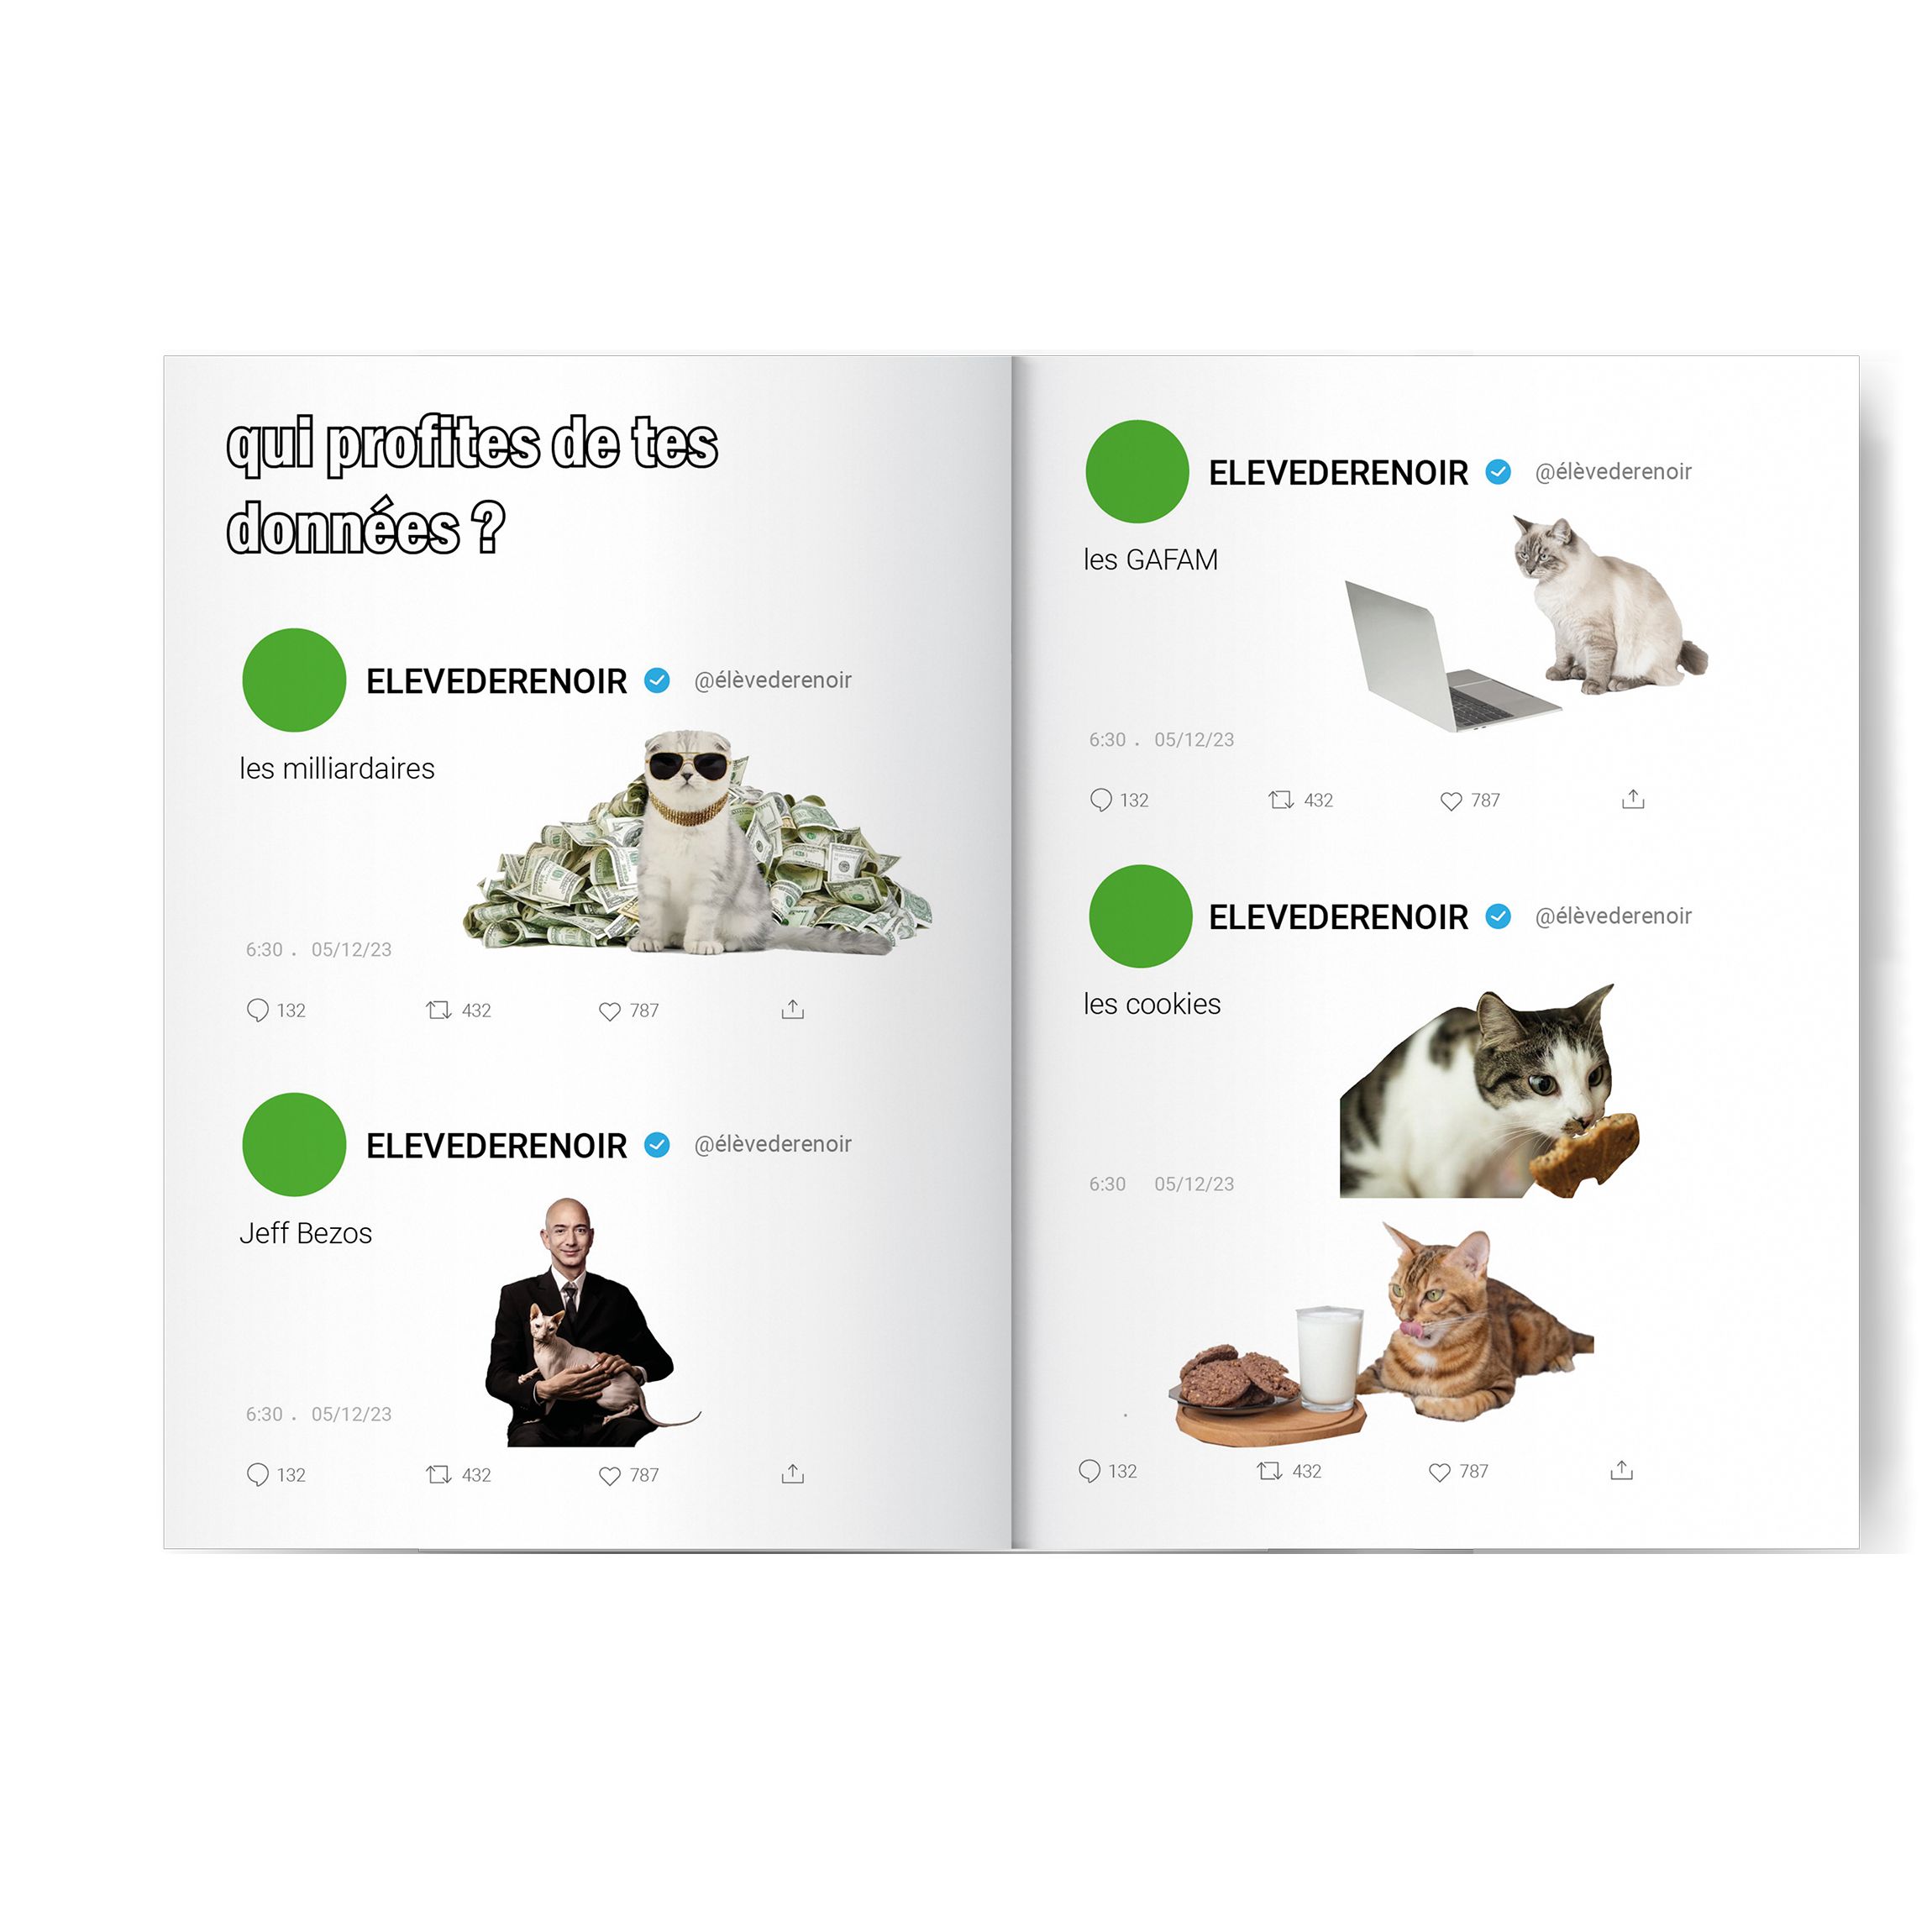 qui profites de tes
données ?
ELEVEDERENOIR @élèvederenoir
les milliardaires
6:30 . 05/12/23
132 432 787
ELEVEDERENOIR @élèvederenoir
Jeff Bezos
6:30 . 05/12/23
132 432 787
ELEVEDERENOIR @élèvederenoir
les GAFAM
6:30 . 05/12/23
132 432 787
ELEVEDERENOIR @élèvederenoir
les cookies
6:30 05/12/23
.
132 432 787